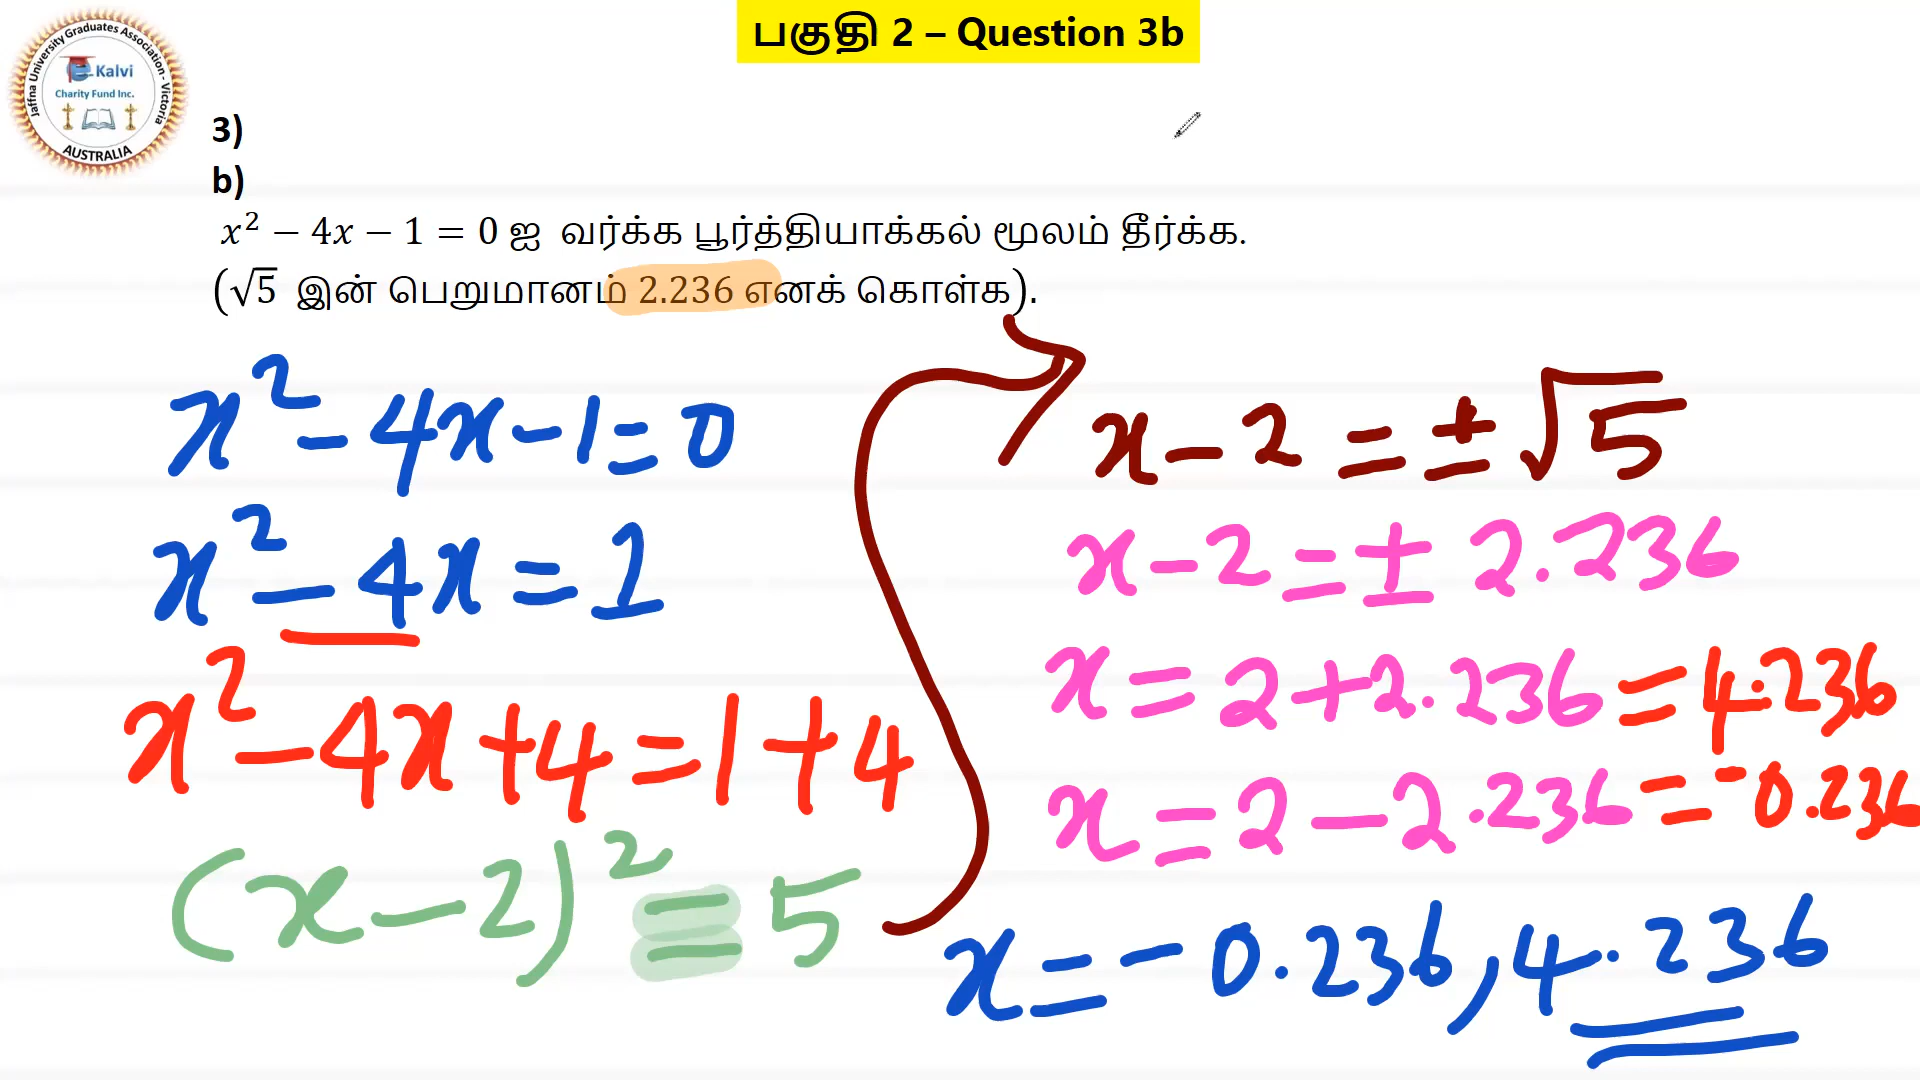 பகுதி 2 – Question 3b
Jaffna University Graduates Association - Victoria
Kalvi
Charity Fund Inc.
AUSTRALIA
3)
b)
x² − 4x − 1 = 0 ஐ வர்க்க பூர்த்தியாக்கல் மூலம் தீர்க்க.
(√5 இன் பெறுமானம் 2.236 எனக் கொள்க).
x² − 4x − 1 = 0
x² − 4x = 1
x² − 4x + 4 = 1 + 4
(x − 2)² = 5
x − 2 = ± √5
x − 2 = ± 2.236
x = 2 + 2.236 = 4.236
x = 2 − 2.236 = −0.236
x = −0.236, 4.236